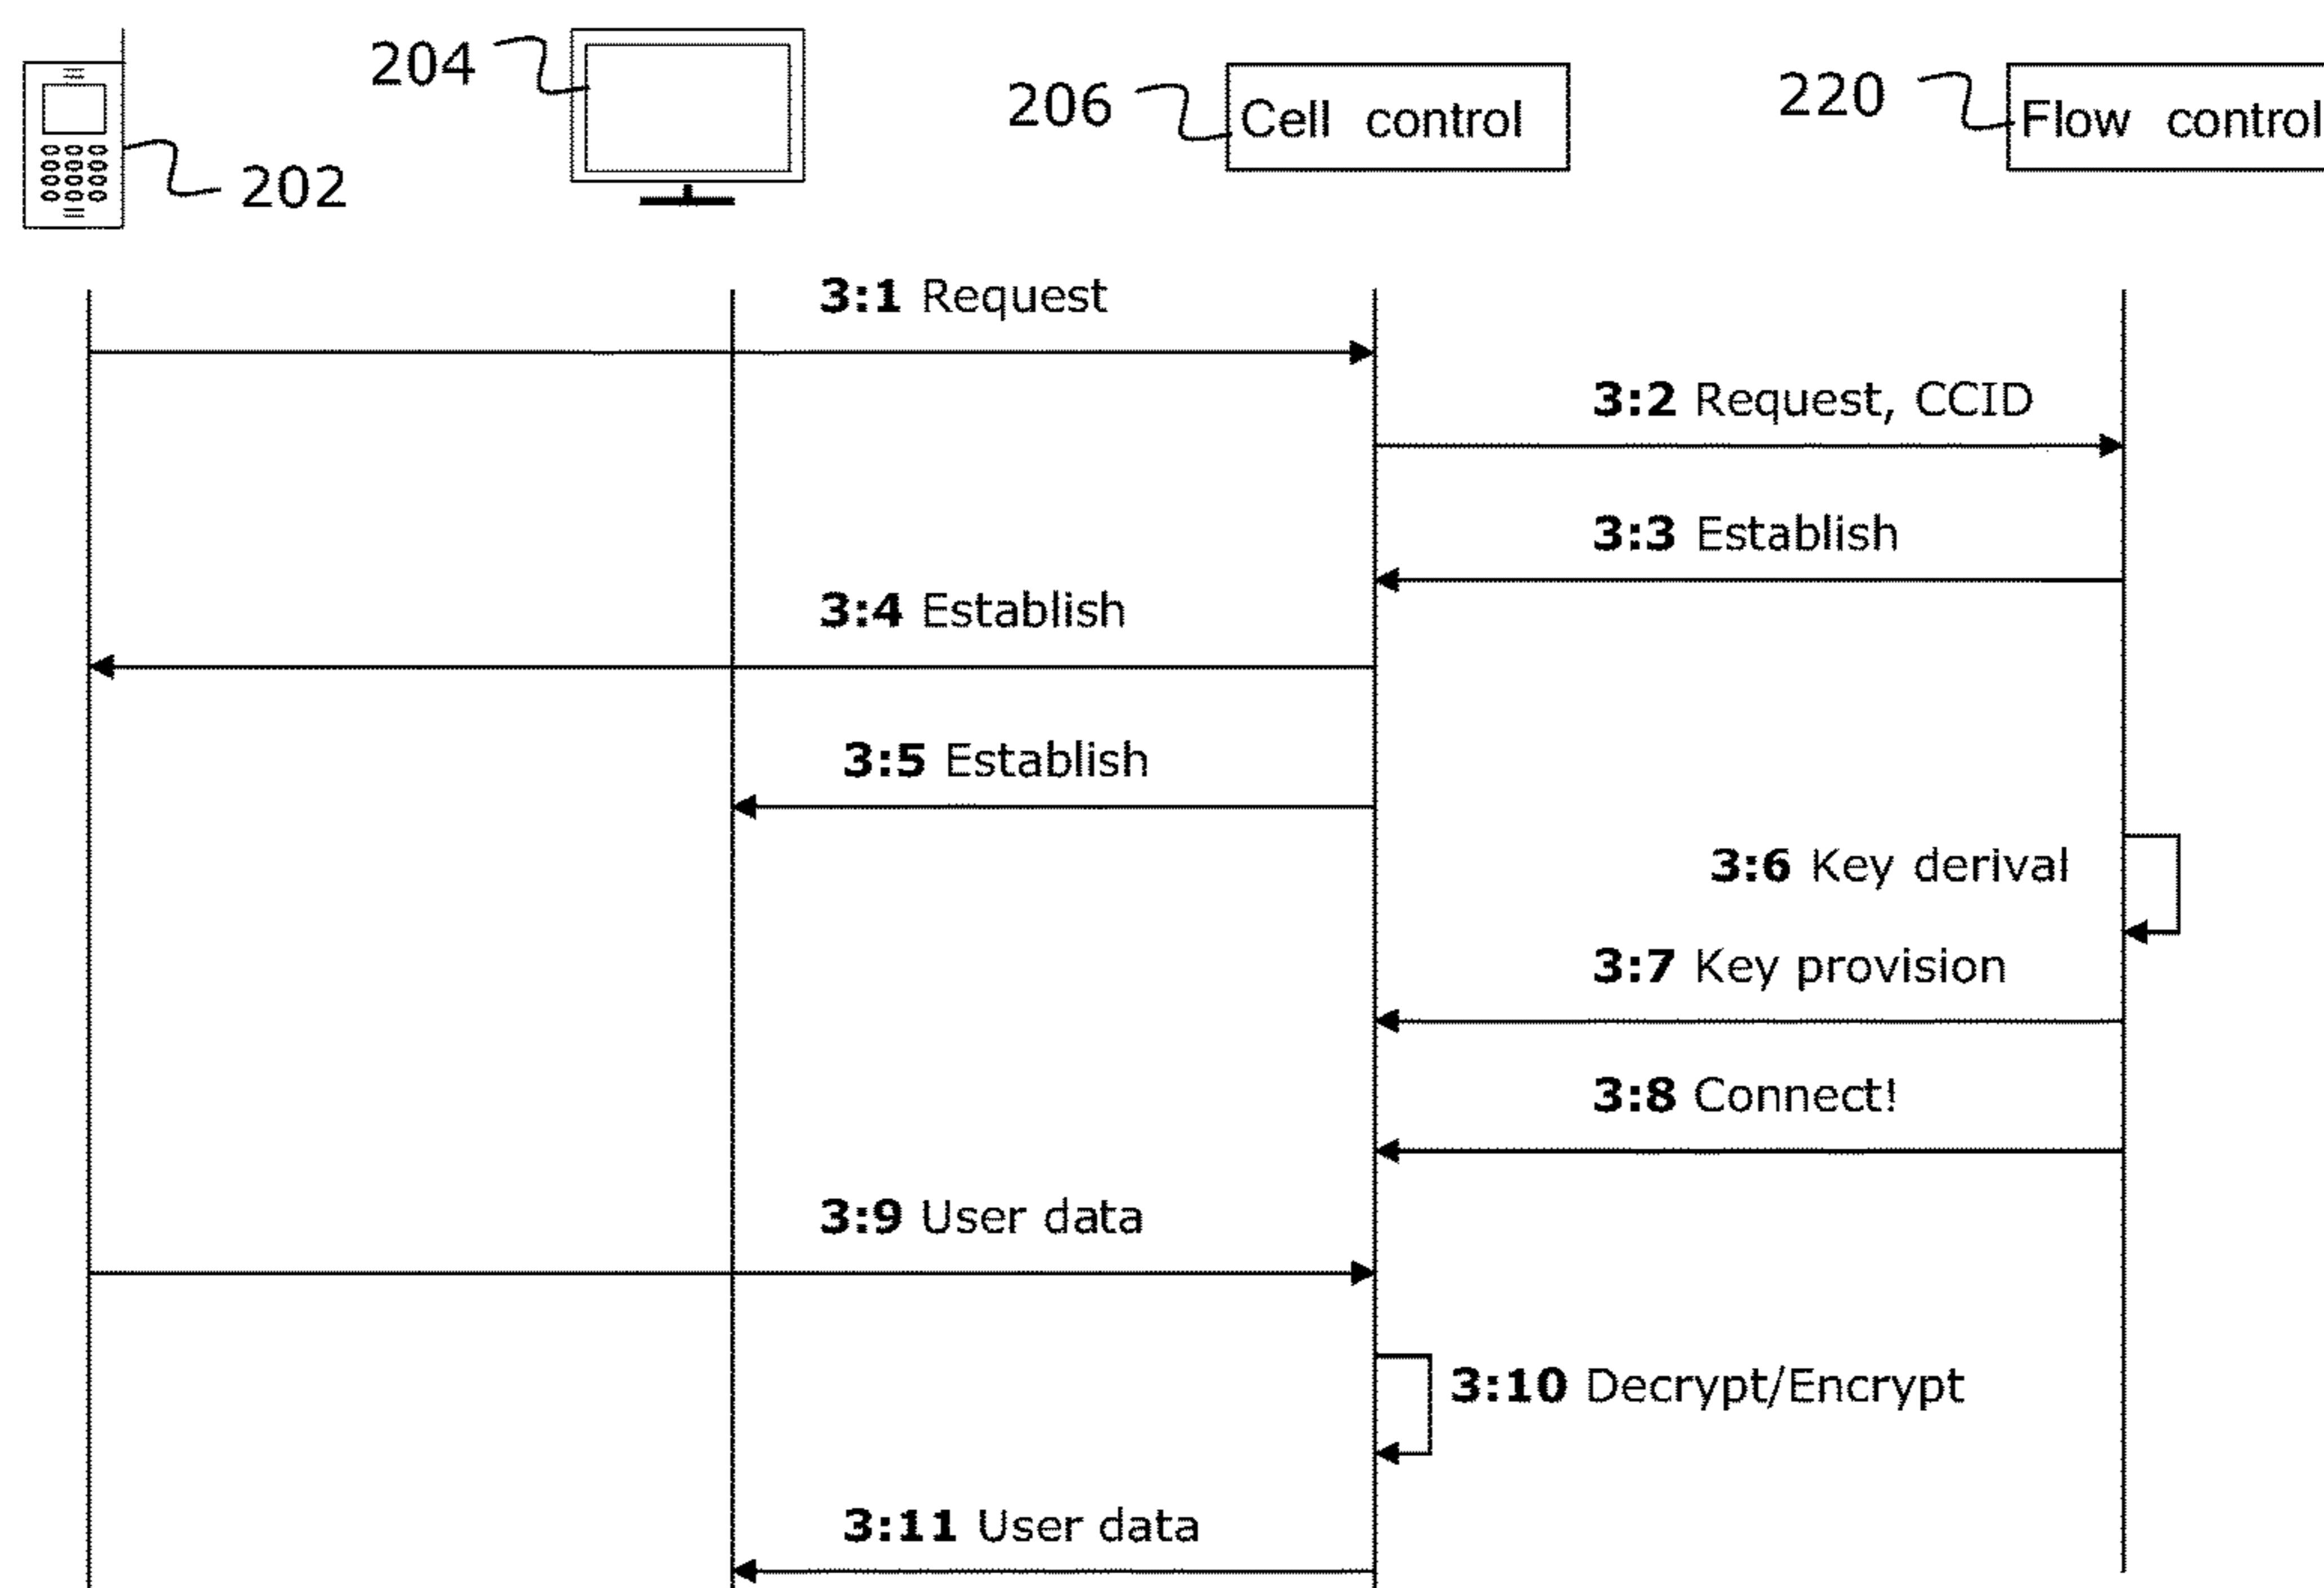 204
206
Cell control
220
Flow control
202
3:1 Request
3:2 Request, CCID
3:3 Establish
3:4 Establish
3:5 Establish
3:6 Key derival
3:7 Key provision
3:8 Connect!
3:9 User data
3:10 Decrypt/Encrypt
3:11 User data